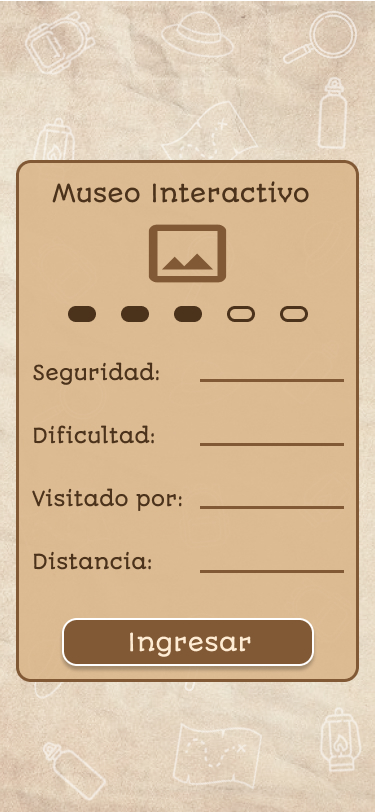 Museo Interactivo
Seguridad:
Dificultad:
Visitado por:
Distancia:
Ingresar